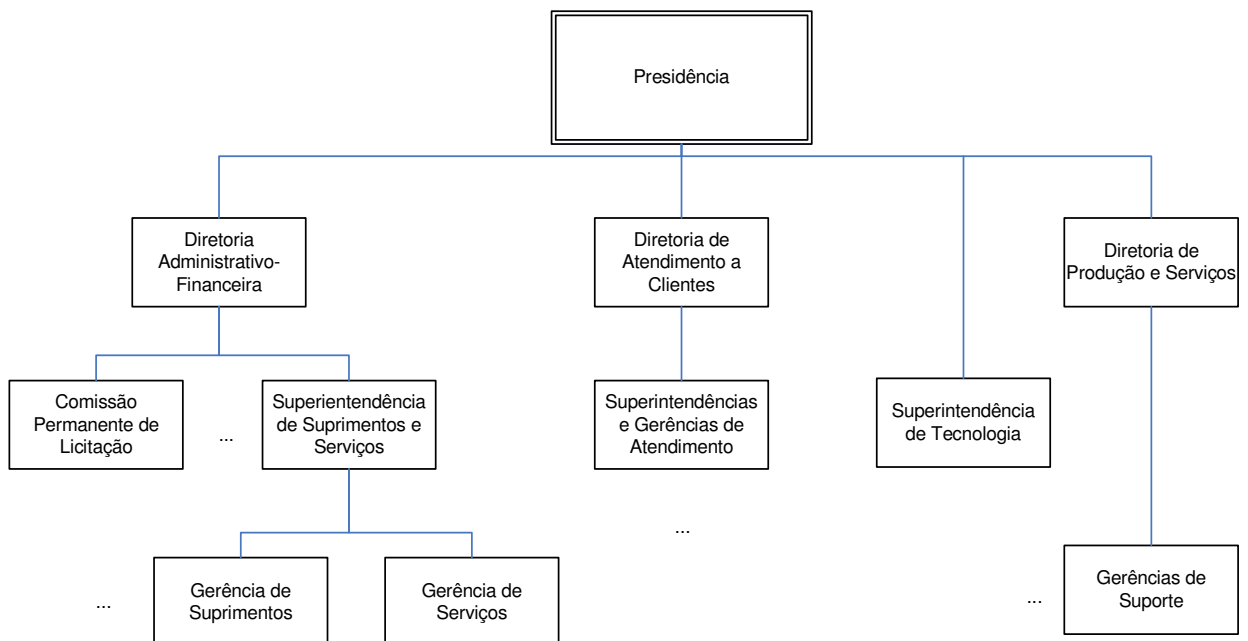 Presidência
Diretoria
Administrativo-
Financeira
Diretoria de
Atendimento a
Clientes
Diretoria de
Produção e Serviços
Comissão
Permanente de
Licitação
...
Superientendência
de Suprimentos e
Serviços
Superintendências
e Gerências de
Atendimento
Superintendência
de Tecnologia
...
...
Gerência de
Suprimentos
Gerência de
Serviços
...
Gerências de
Suporte